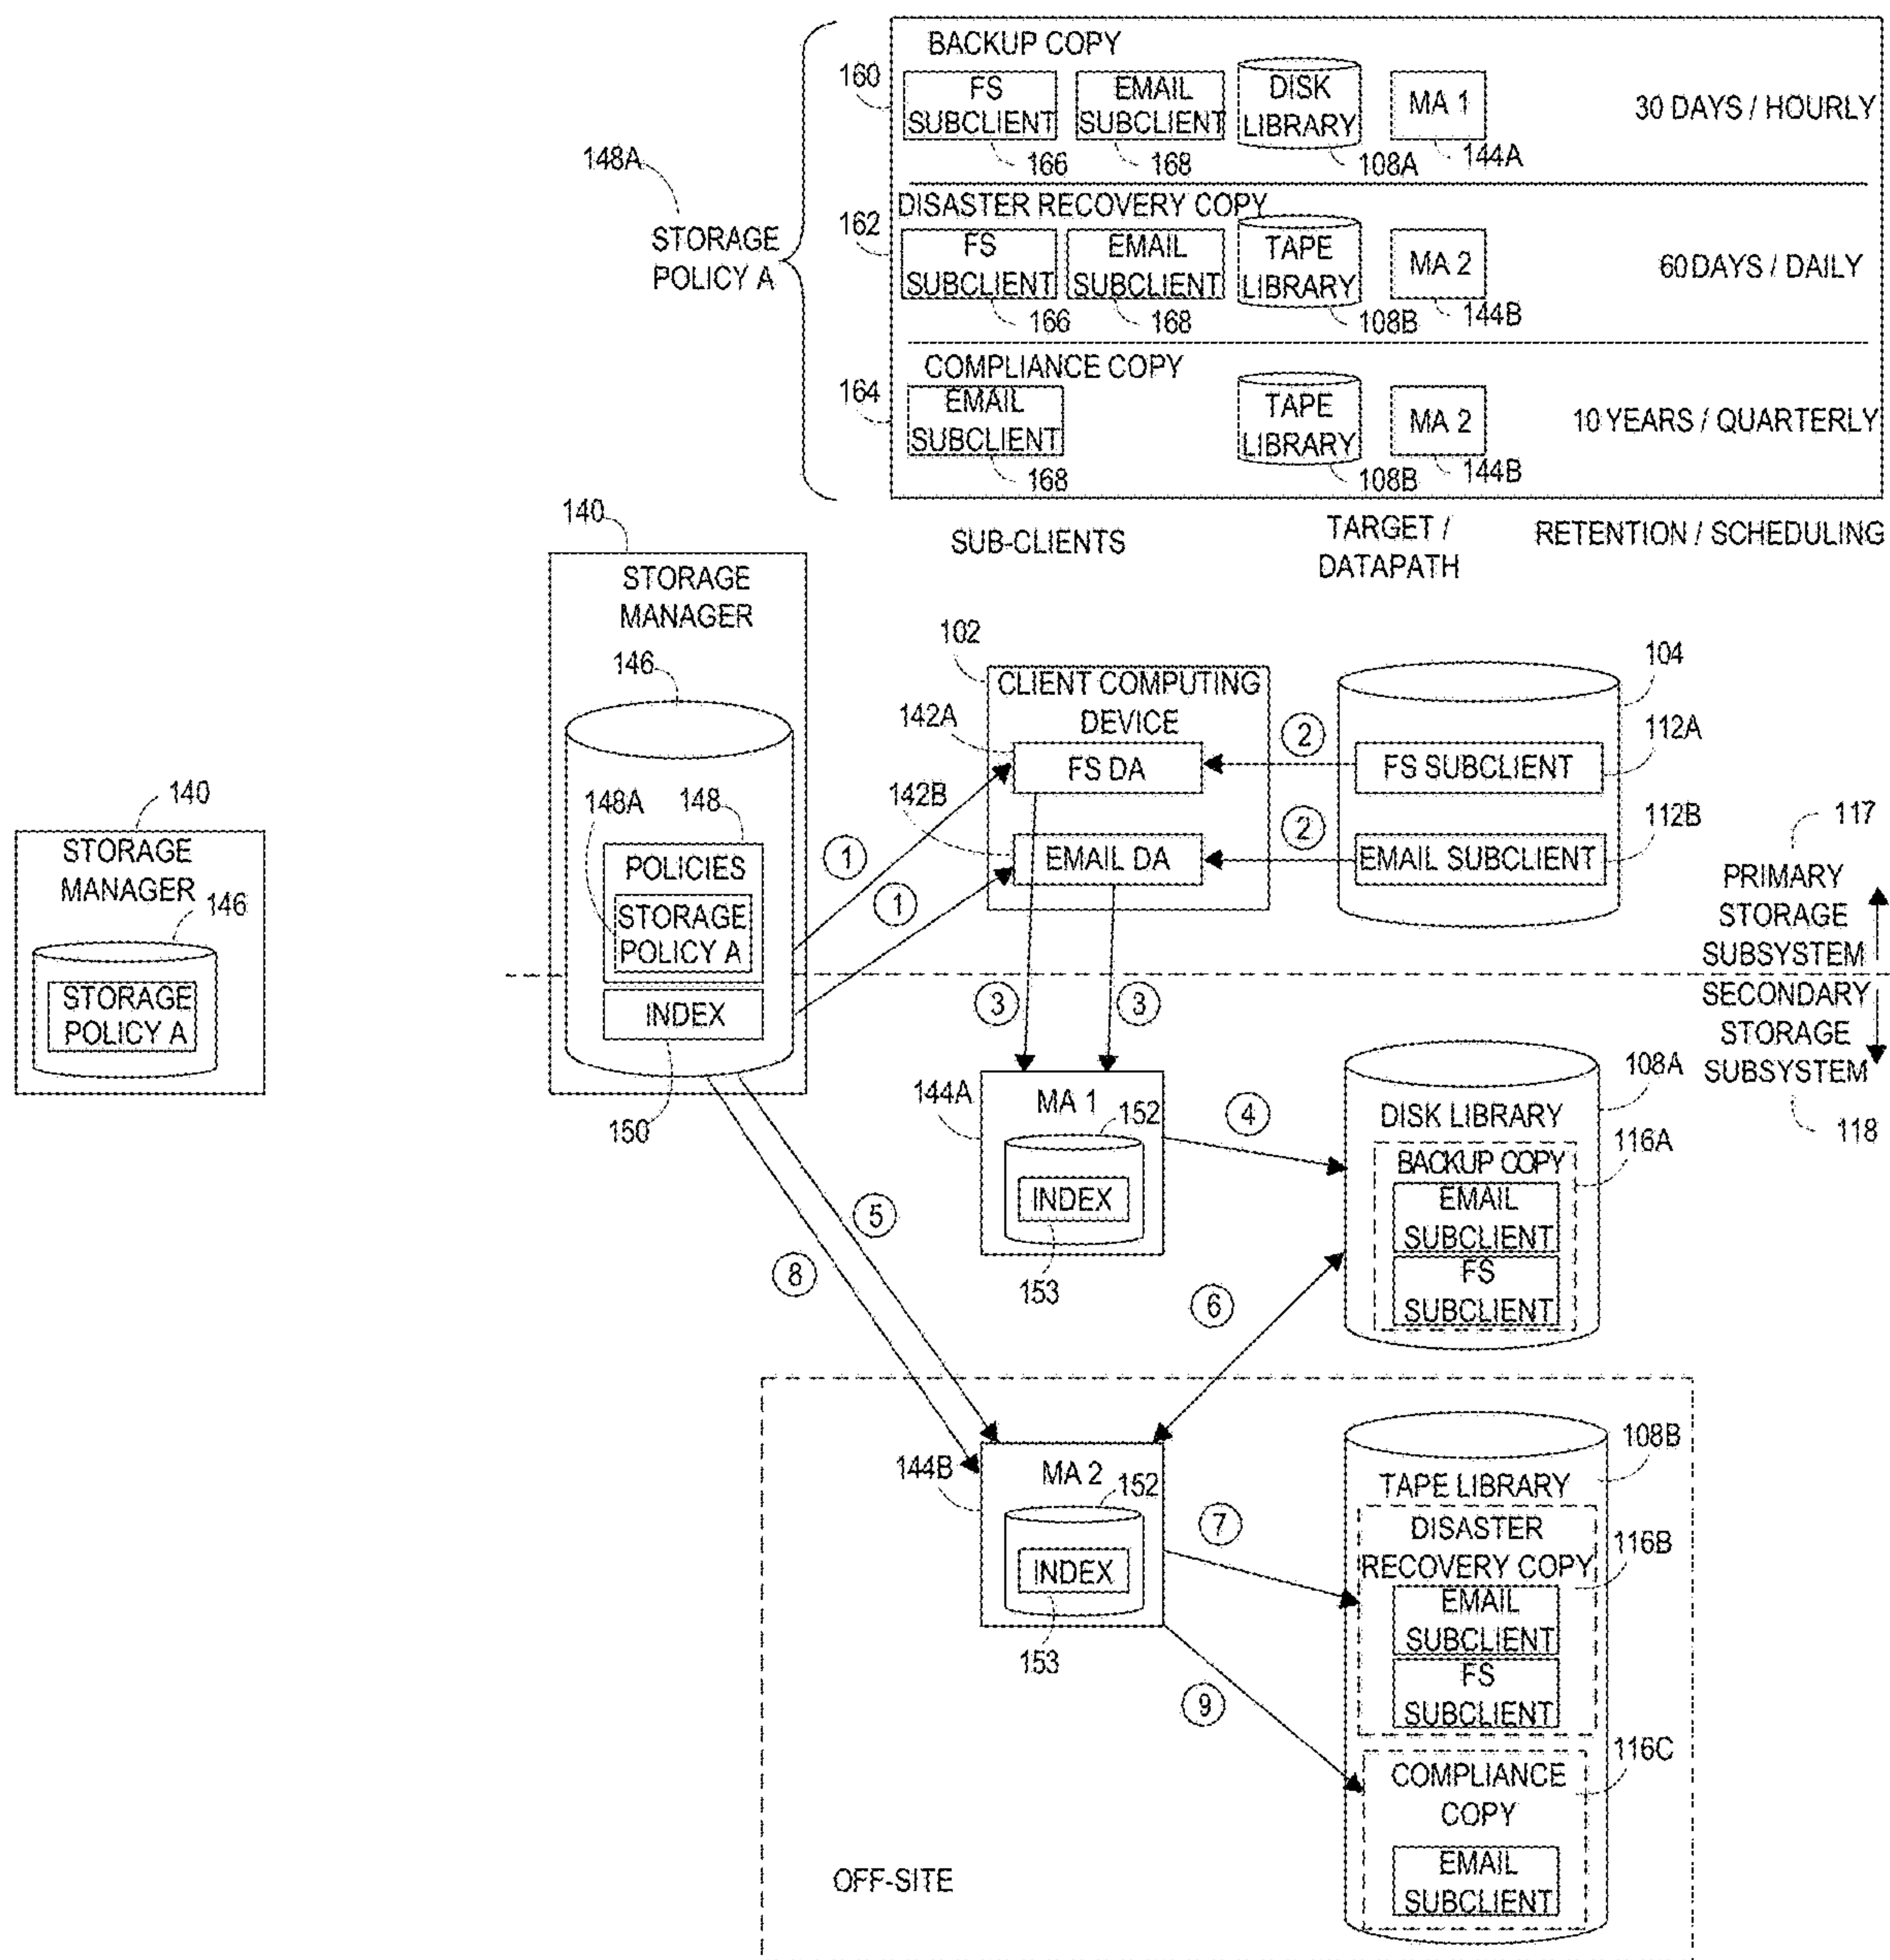 BACKUP COPY
160
FS
SUBCLIENT
EMAIL
SUBCLIENT
DISK
LIBRARY
MA 1
30 DAYS / HOURLY
166
168
108A
144A
148A
STORAGE
POLICY A
DISASTER RECOVERY COPY
162
FS
SUBCLIENT
EMAIL
SUBCLIENT
TAPE
LIBRARY
MA 2
60 DAYS / DAILY
166
168
108B
144B
COMPLIANCE COPY
164
EMAIL
SUBCLIENT
TAPE
LIBRARY
MA 2
10 YEARS / QUARTERLY
168
108B
144B
SUB-CLIENTS
TARGET /
DATAPATH
RETENTION / SCHEDULING
140
STORAGE
MANAGER
146
148A
148
POLICIES
STORAGE
POLICY A
INDEX
150
140
STORAGE
MANAGER
146
STORAGE
POLICY A
102
CLIENT COMPUTING
DEVICE
142A
FS DA
142B
EMAIL DA
1
1
2
2
104
112A
FS SUBCLIENT
112B
EMAIL SUBCLIENT
117
PRIMARY
STORAGE
SUBSYSTEM
SECONDARY
STORAGE
SUBSYSTEM
118
3
3
144A
MA 1
152
INDEX
153
4
108A
DISK LIBRARY
116A
BACKUP COPY
EMAIL
SUBCLIENT
FS
SUBCLIENT
5
8
6
144B
MA 2
152
INDEX
153
7
9
108B
TAPE LIBRARY
DISASTER
RECOVERY COPY
116B
EMAIL
SUBCLIENT
FS
SUBCLIENT
116C
COMPLIANCE
COPY
EMAIL
SUBCLIENT
OFF-SITE